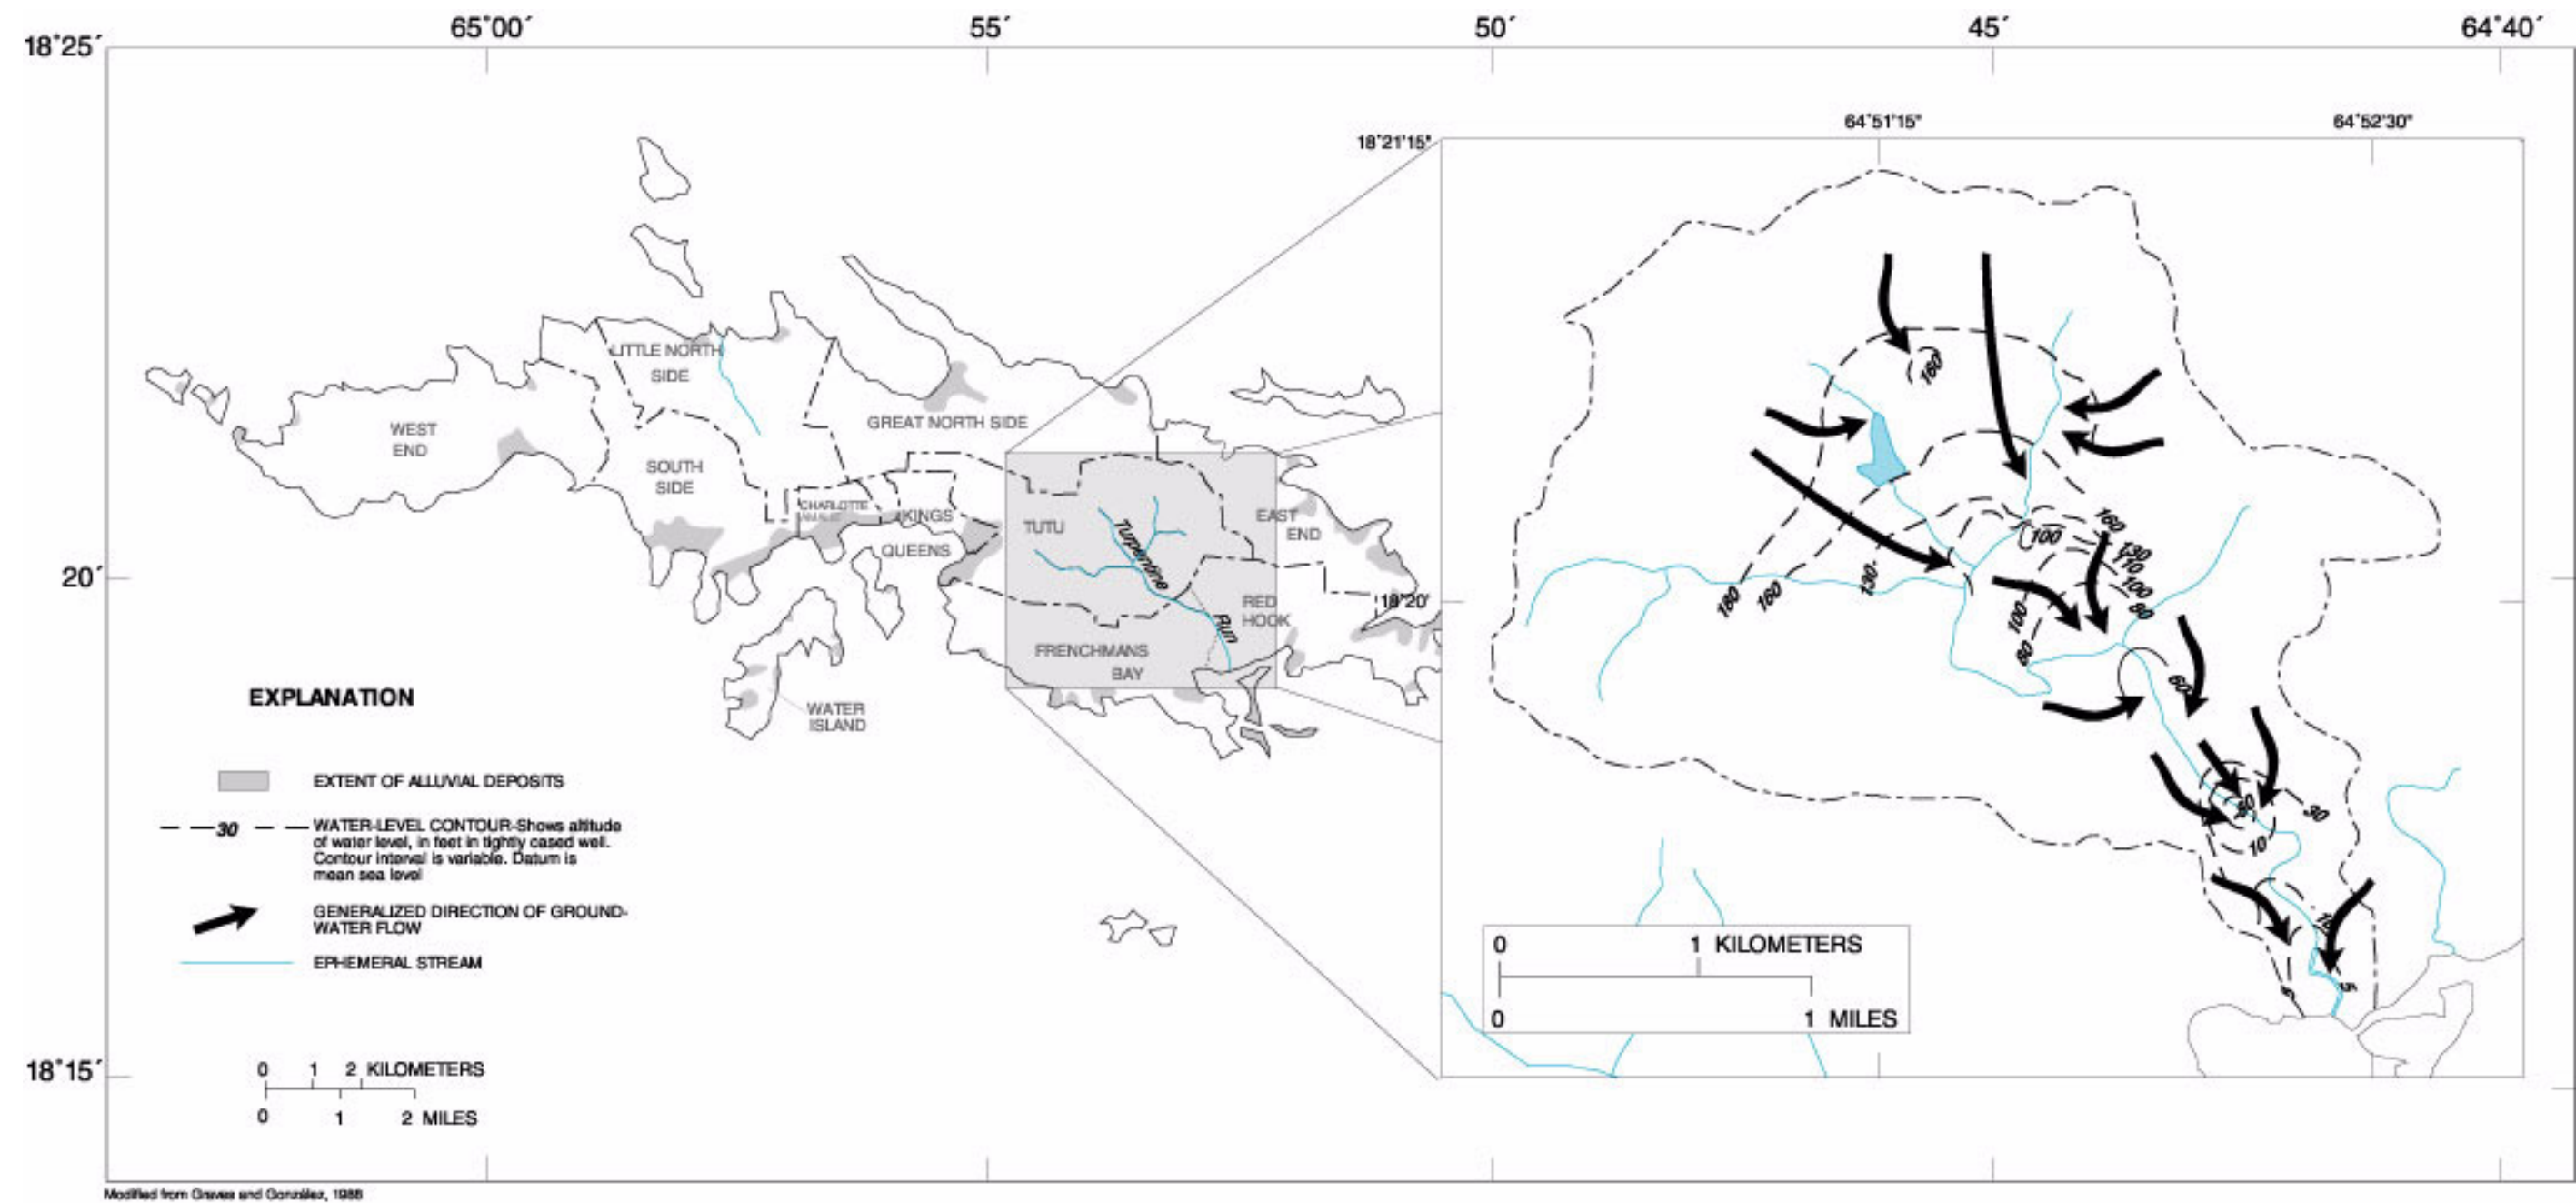 65°00´ 55´ 50´ 45´ 64°40´
18°25´
64°51'15" 64°52'30"
18°21'15"
LITTLE NORTH
SIDE
160
GREAT NORTH SIDE
WEST
END
SOUTH
SIDE
CHARLOTTE
AMALIE
KINGS
TUTU
Turpentine
EAST
END
QUEENS
160
100
130
110
100
80
20´
130
18°20'
180
160
100
80
RED
HOOK
Run
FRENCHMANS
BAY
60
WATER
ISLAND
EXPLANATION
EXTENT OF ALLUVIAL DEPOSITS
30
WATER-LEVEL CONTOUR-Shows altitude
of water level, in feet in tightly cased well.
Contour interval is variable. Datum is
mean sea level
30
10
GENERALIZED DIRECTION OF GROUND-
WATER FLOW
EPHEMERAL STREAM
0 1 KILOMETERS
0 1 MILES
5
5
18°15´
0 1 2 KILOMETERS
0 1 2 MILES
Modified from Graves and González, 1988